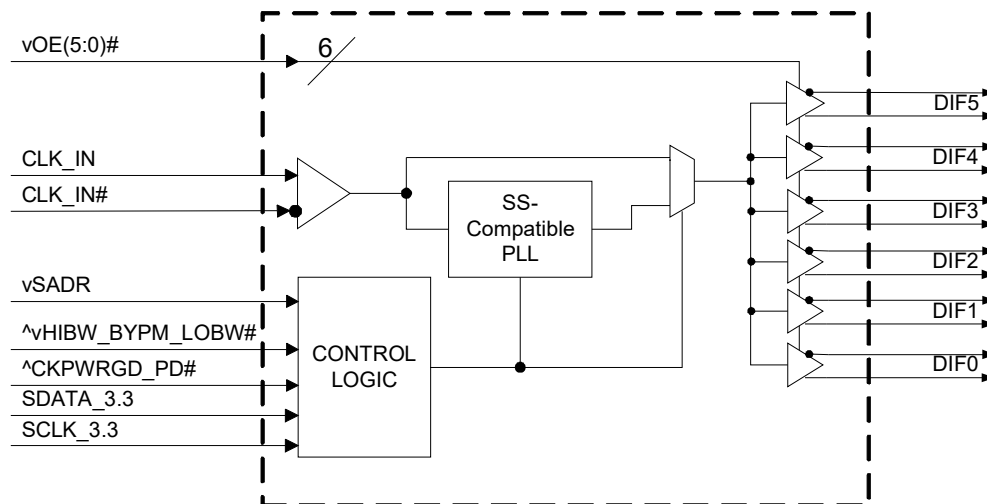 vOE(5:0)#
6
DIF5
CLK_IN
DIF4
CLK_IN#
SS-
Compatible
PLL
DIF3
DIF2
vSADR
DIF1
^vHIBW_BYPM_LOBW#
CONTROL
LOGIC
^CKPWRGD_PD#
DIF0
SDATA_3.3
SCLK_3.3